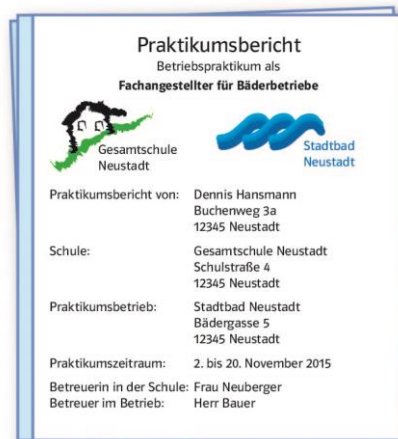 Praktikumsbericht
Betriebspraktikum als
Fachangestellter für Bäderbetriebe
Gesamtschule
Neustadt
Stadtbad
Neustadt
Praktikumsbericht von: Dennis Hansmann
Buchenweg 3a
12345 Neustadt
Schule: Gesamtschule Neustadt
Schulstraße 4
12345 Neustadt
Praktikumsbetrieb: Stadtbad Neustadt
Bädergasse 5
12345 Neustadt
Praktikumszeitraum: 2. bis 20. November 2015
Betreuerin in der Schule: Frau Neuberger
Betreuer im Betrieb: Herr Bauer